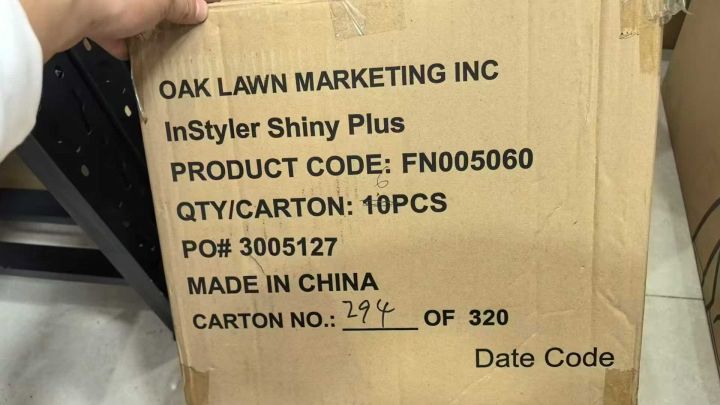 OAK LAWN MARKETING INC
InStyler Shiny Plus
PRODUCT CODE: FN005060
6
QTY/CARTON: 10PCS
PO# 3005127
MADE IN CHINA
CARTON NO.: 294 OF 320
Date Code